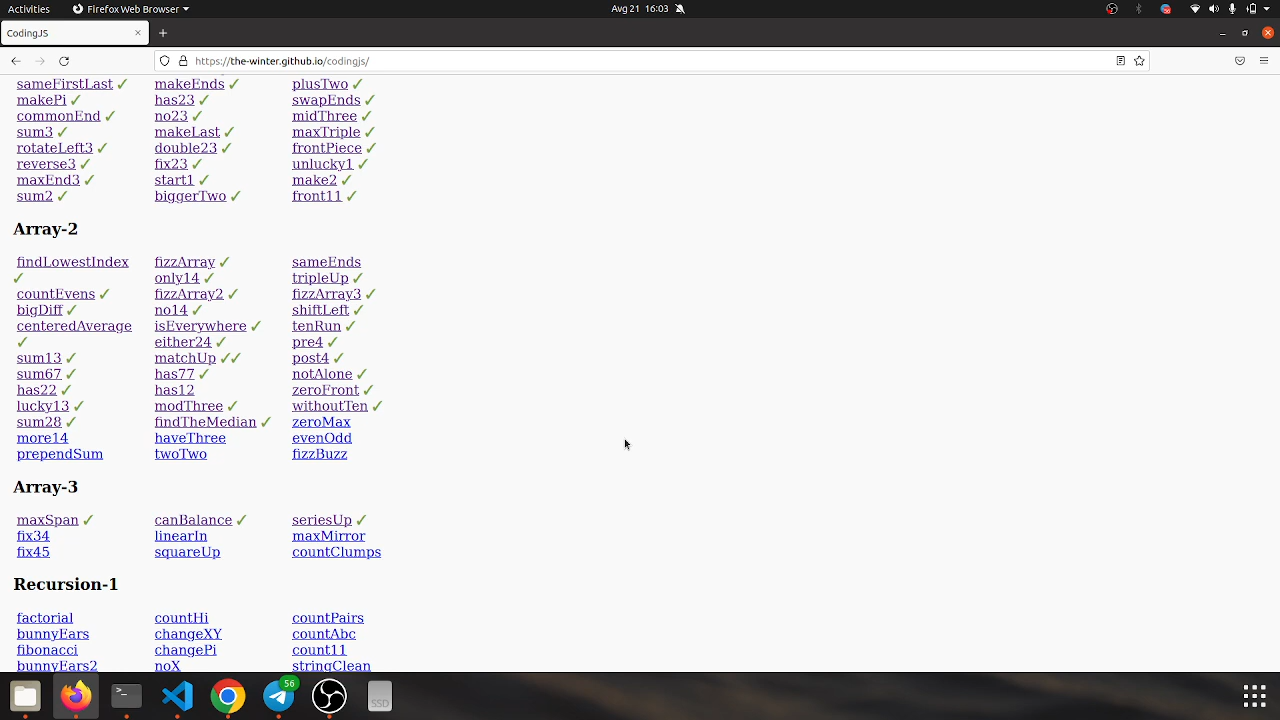 Activities Firefox Web Browser Avg 21 16:03
CodingJS
https://the-winter.github.io/codingjs/
sameFirstLast ✓ makeEnds ✓ plusTwo ✓
makePi ✓ has23 ✓ swapEnds ✓
commonEnd ✓ no23 ✓ midThree ✓
sum3 ✓ makeLast ✓ maxTriple ✓
rotateLeft3 ✓ double23 ✓ frontPiece ✓
reverse3 ✓ fix23 ✓ unlucky1 ✓
maxEnd3 ✓ start1 ✓ make2 ✓
sum2 ✓ biggerTwo ✓ front11 ✓
Array-2
findLowestIndex ✓ fizzArray ✓ sameEnds
only14 ✓ tripleUp ✓
countEvens ✓ fizzArray2 ✓ fizzArray3 ✓
bigDiff ✓ no14 ✓ shiftLeft ✓
centeredAverage ✓ isEverywhere ✓ tenRun ✓
either24 ✓ pre4 ✓
sum13 ✓ matchUp ✓✓ post4 ✓
sum67 ✓ has77 ✓ notAlone ✓
has22 ✓ has12 zeroFront ✓
lucky13 ✓ modThree ✓ withoutTen ✓
sum28 ✓ findTheMedian ✓ zeroMax
more14 haveThree evenOdd
prependSum twoTwo fizzBuzz
Array-3
maxSpan ✓ canBalance ✓ seriesUp ✓
fix34 linearIn maxMirror
fix45 squareUp countClumps
Recursion-1
factorial countHi countPairs
bunnyEars changeXY countAbc
fibonacci changePi count11
bunnyEars2 noX stringClean
56
SSD